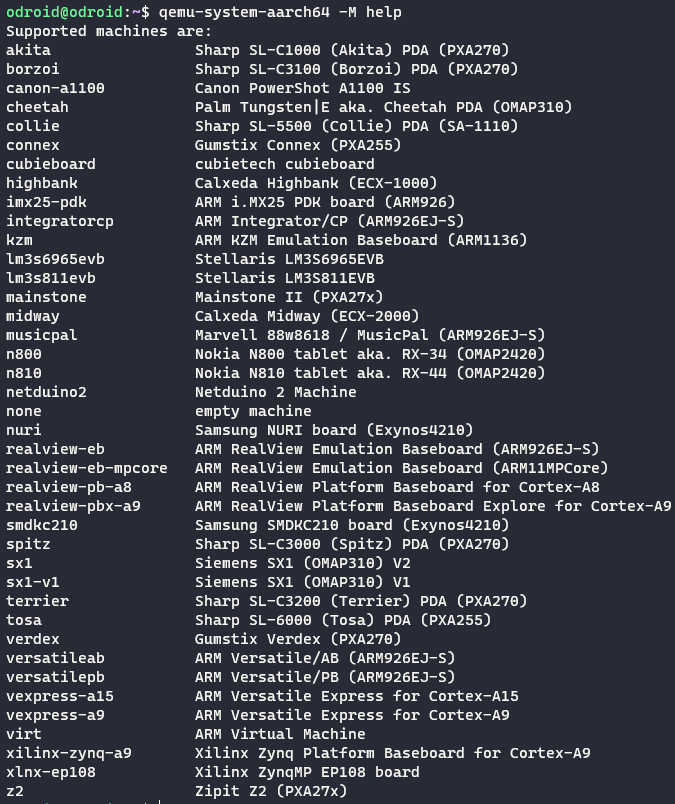 odroid@odroid:~$ qemu-system-aarch64 -M help
Supported machines are:
akita                Sharp SL-C1000 (Akita) PDA (PXA270)
borzoi               Sharp SL-C3100 (Borzoi) PDA (PXA270)
canon-a1100          Canon PowerShot A1100 IS
cheetah              Palm Tungsten|E aka. Cheetah PDA (OMAP310)
collie               Sharp SL-5500 (Collie) PDA (SA-1110)
connex               Gumstix Connex (PXA255)
cubieboard           cubietech cubieboard
highbank             Calxeda Highbank (ECX-1000)
imx25-pdk            ARM i.MX25 PDK board (ARM926)
integratorcp         ARM Integrator/CP (ARM926EJ-S)
kzm                  ARM KZM Emulation Baseboard (ARM1136)
lm3s6965evb          Stellaris LM3S6965EVB
lm3s811evb           Stellaris LM3S811EVB
mainstone            Mainstone II (PXA27x)
midway               Calxeda Midway (ECX-2000)
musicpal             Marvell 88w8618 / MusicPal (ARM926EJ-S)
n800                 Nokia N800 tablet aka. RX-34 (OMAP2420)
n810                 Nokia N810 tablet aka. RX-44 (OMAP2420)
netduino2            Netduino 2 Machine
none                 empty machine
nuri                 Samsung NURI board (Exynos4210)
realview-eb          ARM RealView Emulation Baseboard (ARM926EJ-S)
realview-eb-mpcore   ARM RealView Emulation Baseboard (ARM11MPCore)
realview-pb-a8       ARM RealView Platform Baseboard for Cortex-A8
realview-pbx-a9      ARM RealView Platform Baseboard Explore for Cortex-A9
smdkc210             Samsung SMDKC210 board (Exynos4210)
spitz                Sharp SL-C3000 (Spitz) PDA (PXA270)
sx1                  Siemens SX1 (OMAP310) V2
sx1-v1               Siemens SX1 (OMAP310) V1
terrier              Sharp SL-C3200 (Terrier) PDA (PXA270)
tosa                 Sharp SL-6000 (Tosa) PDA (PXA255)
verdex               Gumstix Verdex (PXA270)
versatileab          ARM Versatile/AB (ARM926EJ-S)
versatilepb          ARM Versatile/PB (ARM926EJ-S)
vexpress-a15         ARM Versatile Express for Cortex-A15
vexpress-a9          ARM Versatile Express for Cortex-A9
virt                 ARM Virtual Machine
xilinx-zynq-a9       Xilinx Zynq Platform Baseboard for Cortex-A9
xlnx-ep108           Xilinx ZynqMP EP108 board
z2                   Zipit Z2 (PXA27x)